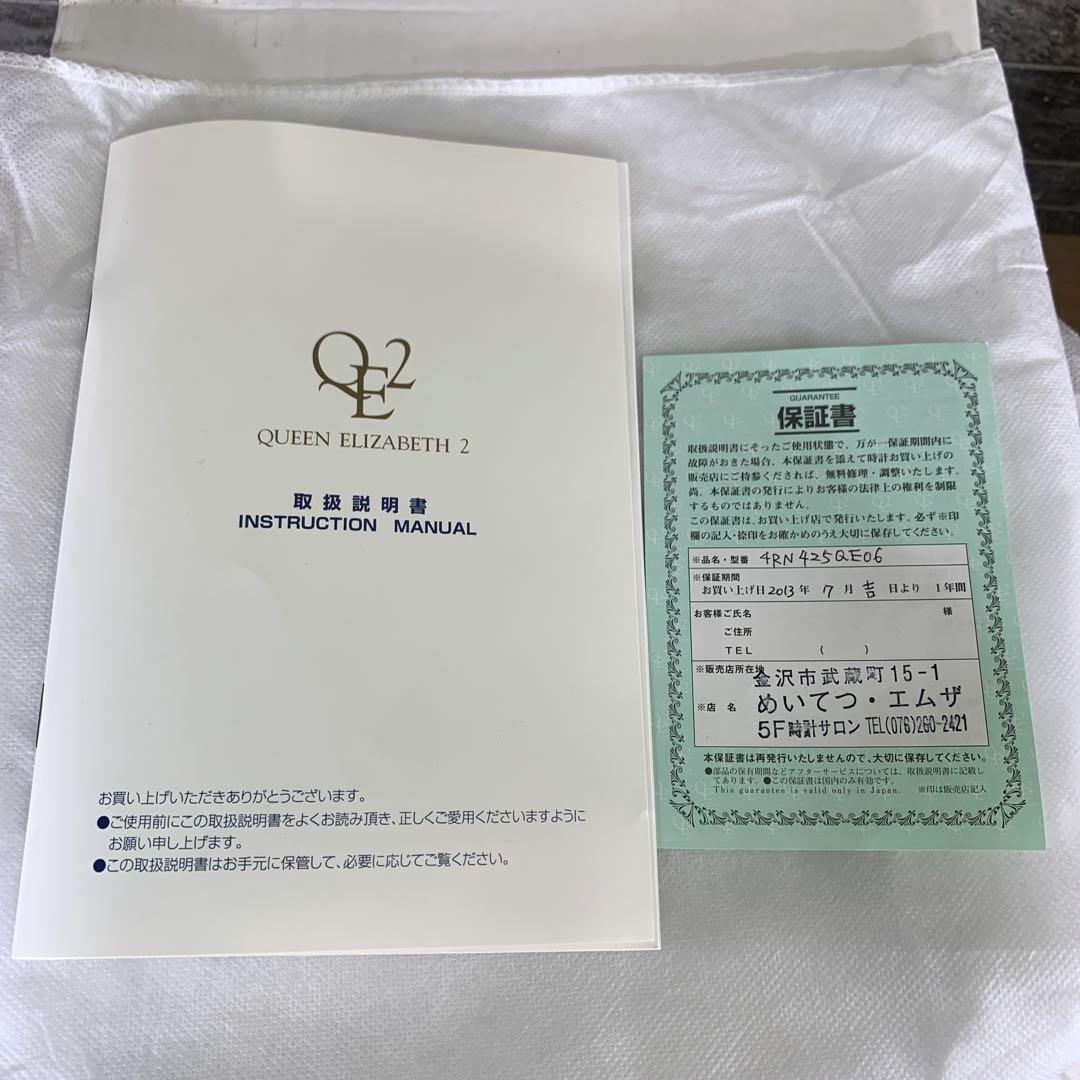 QE2
QUEEN ELIZABETH 2
取扱説明書
INSTRUCTION MANUAL
お買い上げいただきありがとうございます。
●ご使用前にこの取扱説明書をよくお読み頂き、正しくご愛用くださいますように
お願い申し上げます。
●この取扱説明書はお手元に保管して、必要に応じてご覧ください。
GUARANTEE
保証書
取扱説明書にそったご使用状態で、万が一保証期間内に
故障がおきた場合、本保証書を添えて時計お買い上げの
販売店にご持参くだされば、無料修理・調整いたします。
尚、本保証書の発行によりお客様の法律上の権利を制限
するものではありません。
この保証書は、お買い上げ店で発行いたします。必ず※印
欄の記入・捺印をお確かめのうえ大切に保存してください。
※品名・型番 4RN425QE06
※保証期間
お買い上げ日2013年 7月 吉 日より 1年間
お客様ご氏名 様
ご住所
TEL ( )
※販売店所在地 金沢市武蔵町15-1
※店 名 めいてつ・エムザ
5F時計サロン TEL(076)260-2421
本保証書は再発行いたしませんので、大切に保存してください。
●部品の保有期間などアフターサービスについては、取扱説明書に記載し
てあります。●この保証書は国内のみ有効です。
This guarantee is valid only in Japan. ※印は販売店記入